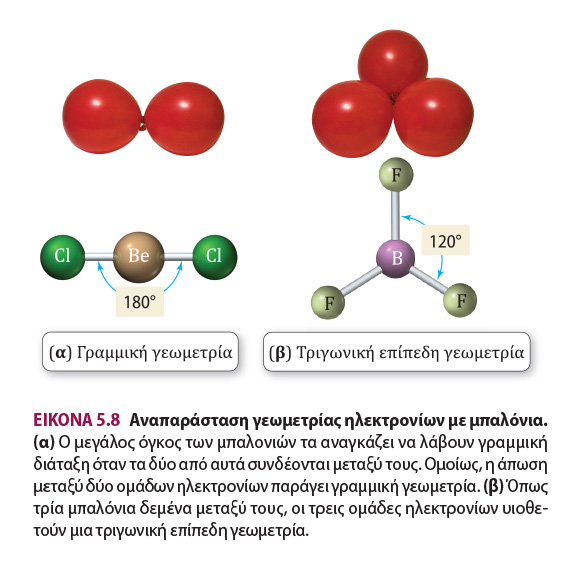 F
Cl Be Cl
180°
B
120°
F F
(α) Γραμμική γεωμετρία
(β) Τριγωνική επίπεδη γεωμετρία
ΕΙΚΟΝΑ 5.8 Αναπαράσταση γεωμετρίας ηλεκτρονίων με μπαλόνια.
(α) Ο μεγάλος όγκος των μπαλονιών τα αναγκάζει να λάβουν γραμμική
διάταξη όταν τα δύο από αυτά συνδέονται μεταξύ τους. Ομοίως, η άπωση
μεταξύ δύο ομάδων ηλεκτρονίων παράγει γραμμική γεωμετρία. (β) Όπως
τρία μπαλόνια δεμένα μεταξύ τους, οι τρεις ομάδες ηλεκτρονίων υιοθε-
τούν μια τριγωνική επίπεδη γεωμετρία.